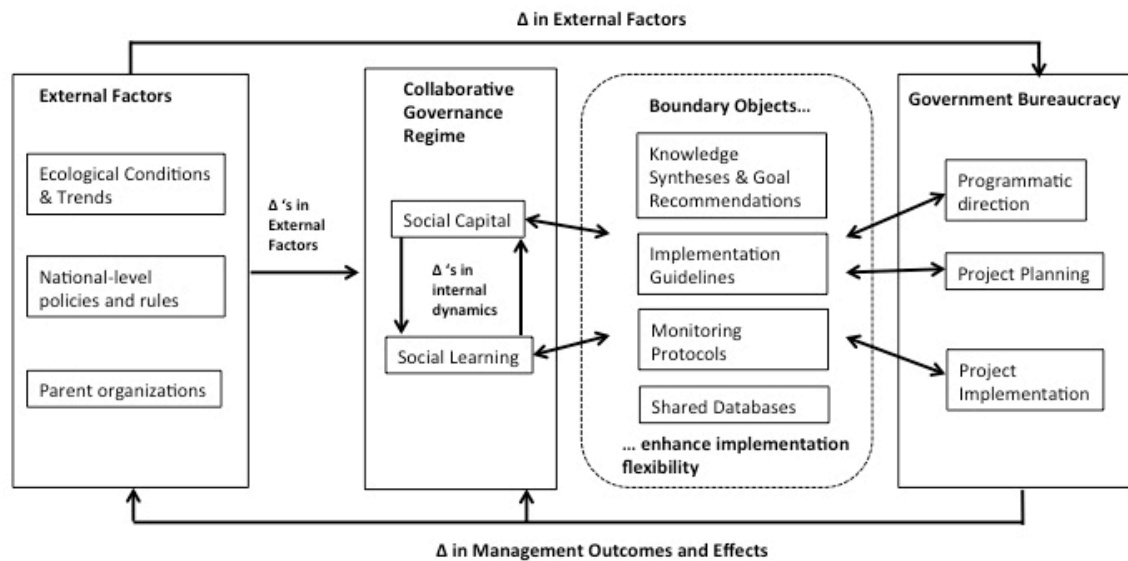 Δ in External Factors
External Factors
Ecological Conditions
& Trends
National-level
policies and rules
Parent organizations
Δ ‘s in
External
Factors
Collaborative
Governance
Regime
Social Capital
Δ ‘s in
internal
dynamics
Social Learning
Boundary Objects…
Knowledge
Syntheses & Goal
Recommendations
Implementation
Guidelines
Monitoring
Protocols
Shared Databases
… enhance implementation
flexibility
Government Bureaucracy
Programmatic
direction
Project Planning
Project
Implementation
Δ in Management Outcomes and Effects